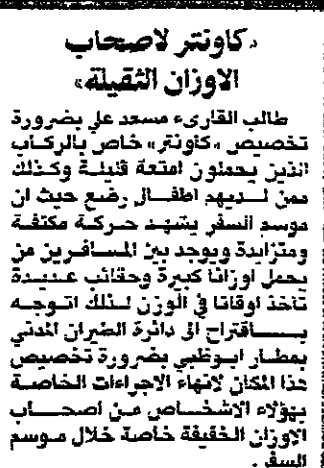 «كاونتر لاصحاب
الاوزان الثقيلة»
طالب القارىء مسعد علي بضرورة
تخصيص «كاونتر» خاص بالركاب
الذين يحملون امتعة قليلة وكذلك
ممن لديهم اطفال رضع حيث ان
موسم السفر يشهد حركة مكثفة
ومتزايدة ويوجد بين المسافرين من
يحمل اوزانا كبيرة وحقائب عديدة
تأخذ اوقاتا في الوزن لذلك اتوجه
باقتراح الى دائرة الطيران المدني
بمطار ابوظبي بضرورة تخصيص
هذا المكان لانهاء الاجراءات الخاصة
بهؤلاء الاشخاص من اصحاب
الاوزان الخفيفة خاصة خلال موسم
السفر.